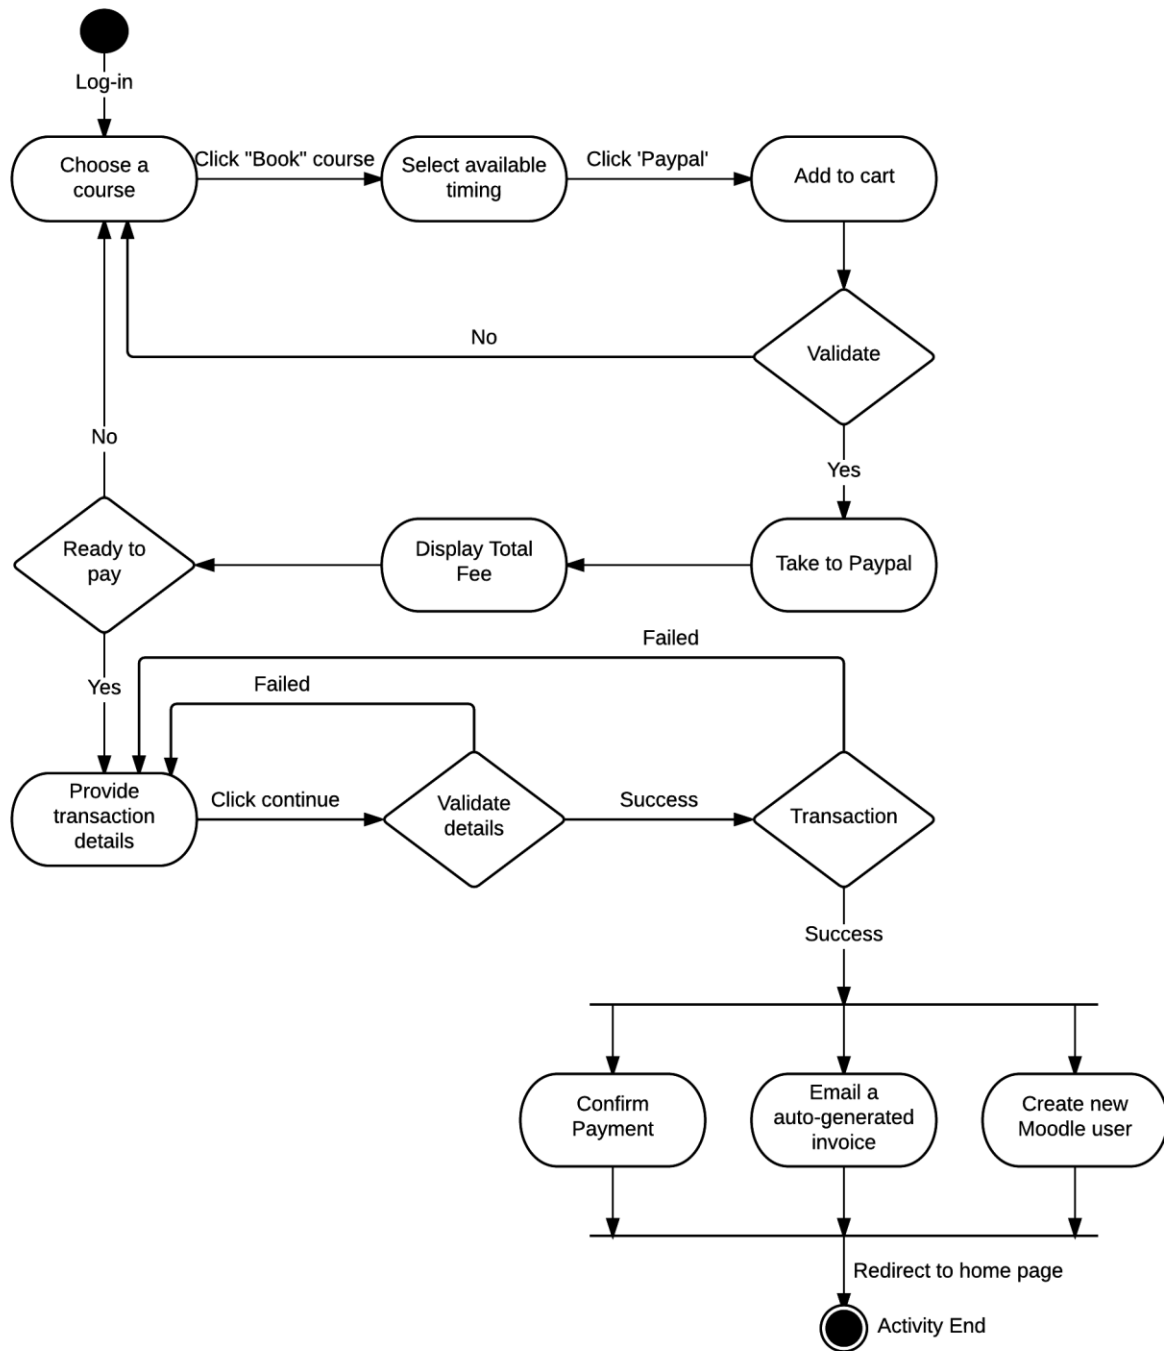 Log-in
Choose a
course
Click "Book" course
Select available
timing
Click 'Paypal'
Add to cart
No
Validate
No
Yes
Ready to
pay
Display Total
Fee
Take to Paypal
Failed
Yes
Failed
Provide
transaction
details
Click continue
Validate
details
Success
Transaction
Success
Confirm
Payment
Email a
auto-generated
invoice
Create new
Moodle user
Redirect to home page
Activity End